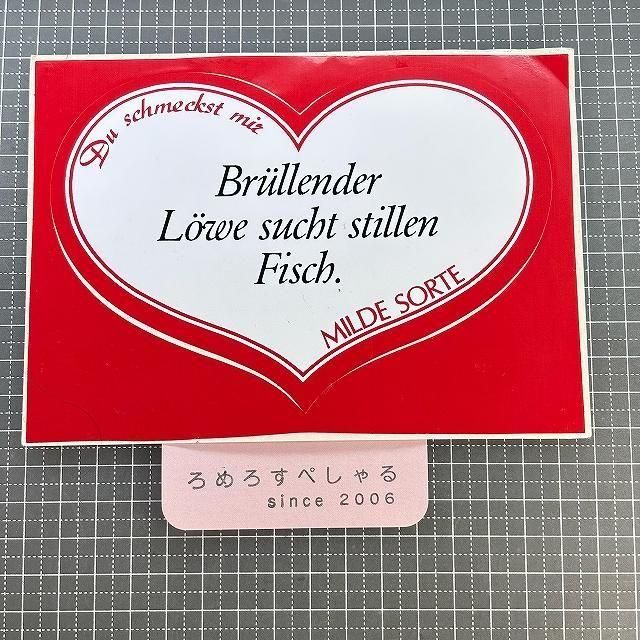 Du schmeckst mir
Brüllender
Löwe sucht stillen
Fisch.
MILDE SORTE
ろめろすぺしゃる
since 2006